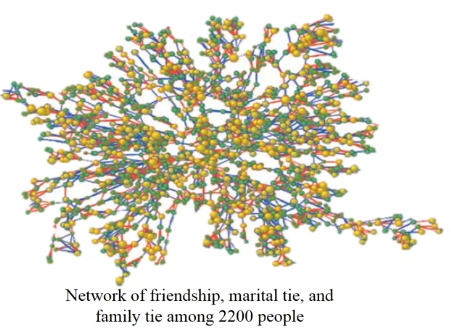 Network of friendship, marital tie, and
family tie among 2200 people